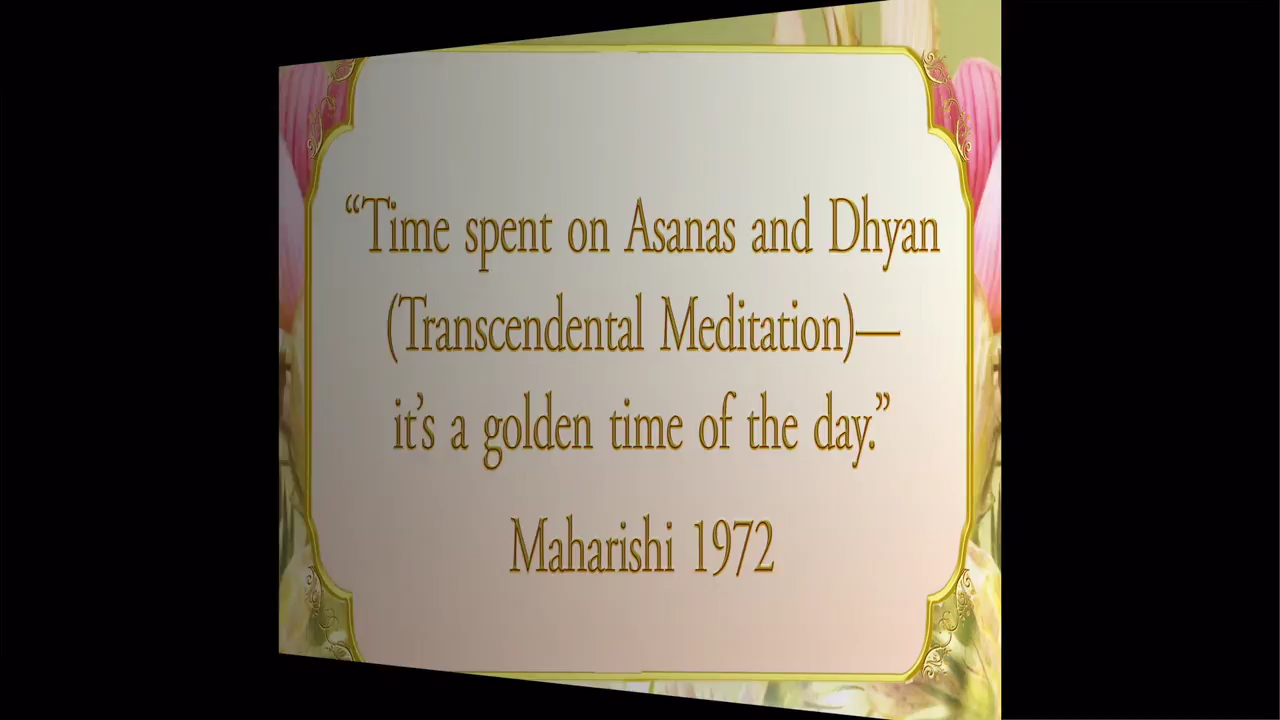 “Time spent on Asanas and Dhyan
(Transcendental Meditation)—
it’s a golden time of the day.”
Maharishi 1972